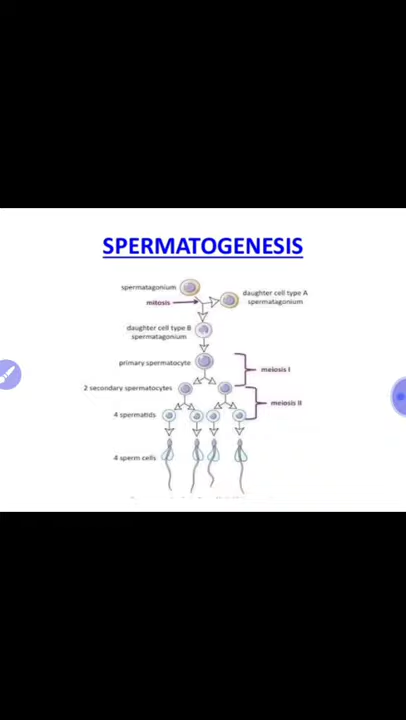 SPERMATOGENESIS
spermatagonium
daughter cell type A
spermatagonium
mitosis
daughter cell type B
spermatagonium
primary spermatocyte
meiosis I
2 secondary spermatocytes
meiosis II
4 spermatids
4 sperm cells